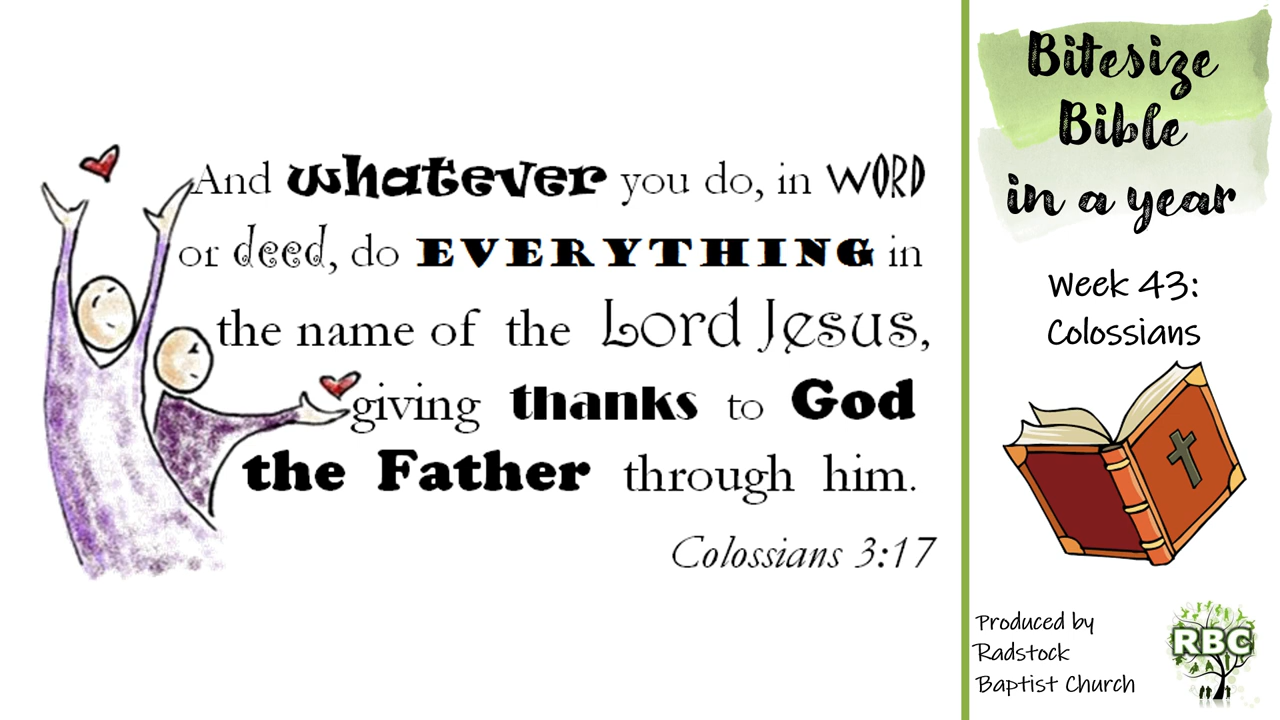 And whatever you do, in WORD
or deed, do EVERYTHING in
the name of the Lord Jesus,
giving thanks to God
the Father through him.
Colossians 3:17
Bitesize
Bible
in a year
Week 43:
Colossians
Produced by
Radstock
Baptist Church
RBC